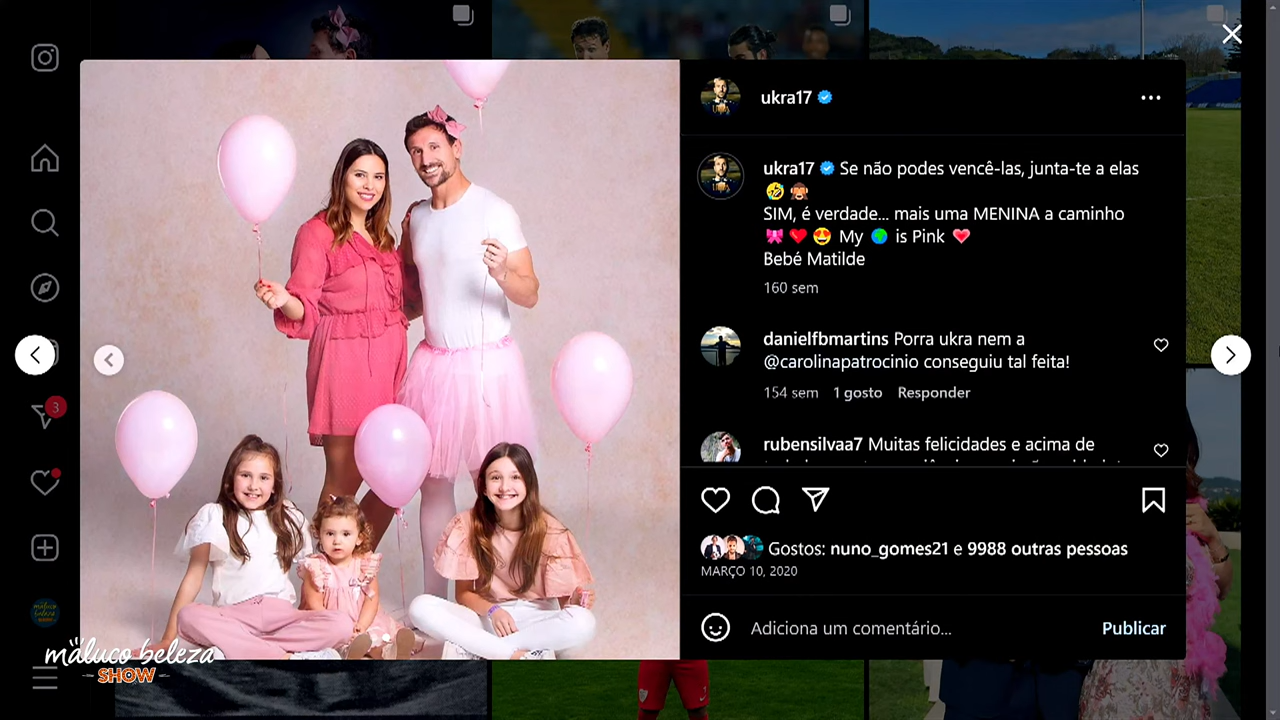 ukra17
ukra17 Se não podes vencê-las, junta-te a elas
🤣🙈
SIM, é verdade... mais uma MENINA a caminho
🎀❤️😍 My 🌍 is Pink 💗
Bebé Matilde
160 sem
danielfbmartins Porra ukra nem a
@carolinapatrocinio conseguiu tal feita!
154 sem 1 gosto Responder
rubensilvaa7 Muitas felicidades e acima de
Gostos: nuno_gomes21 e 9988 outras pessoas
MARÇO 10, 2020
Adiciona um comentário... Publicar
3
maluco beleza
SHOW